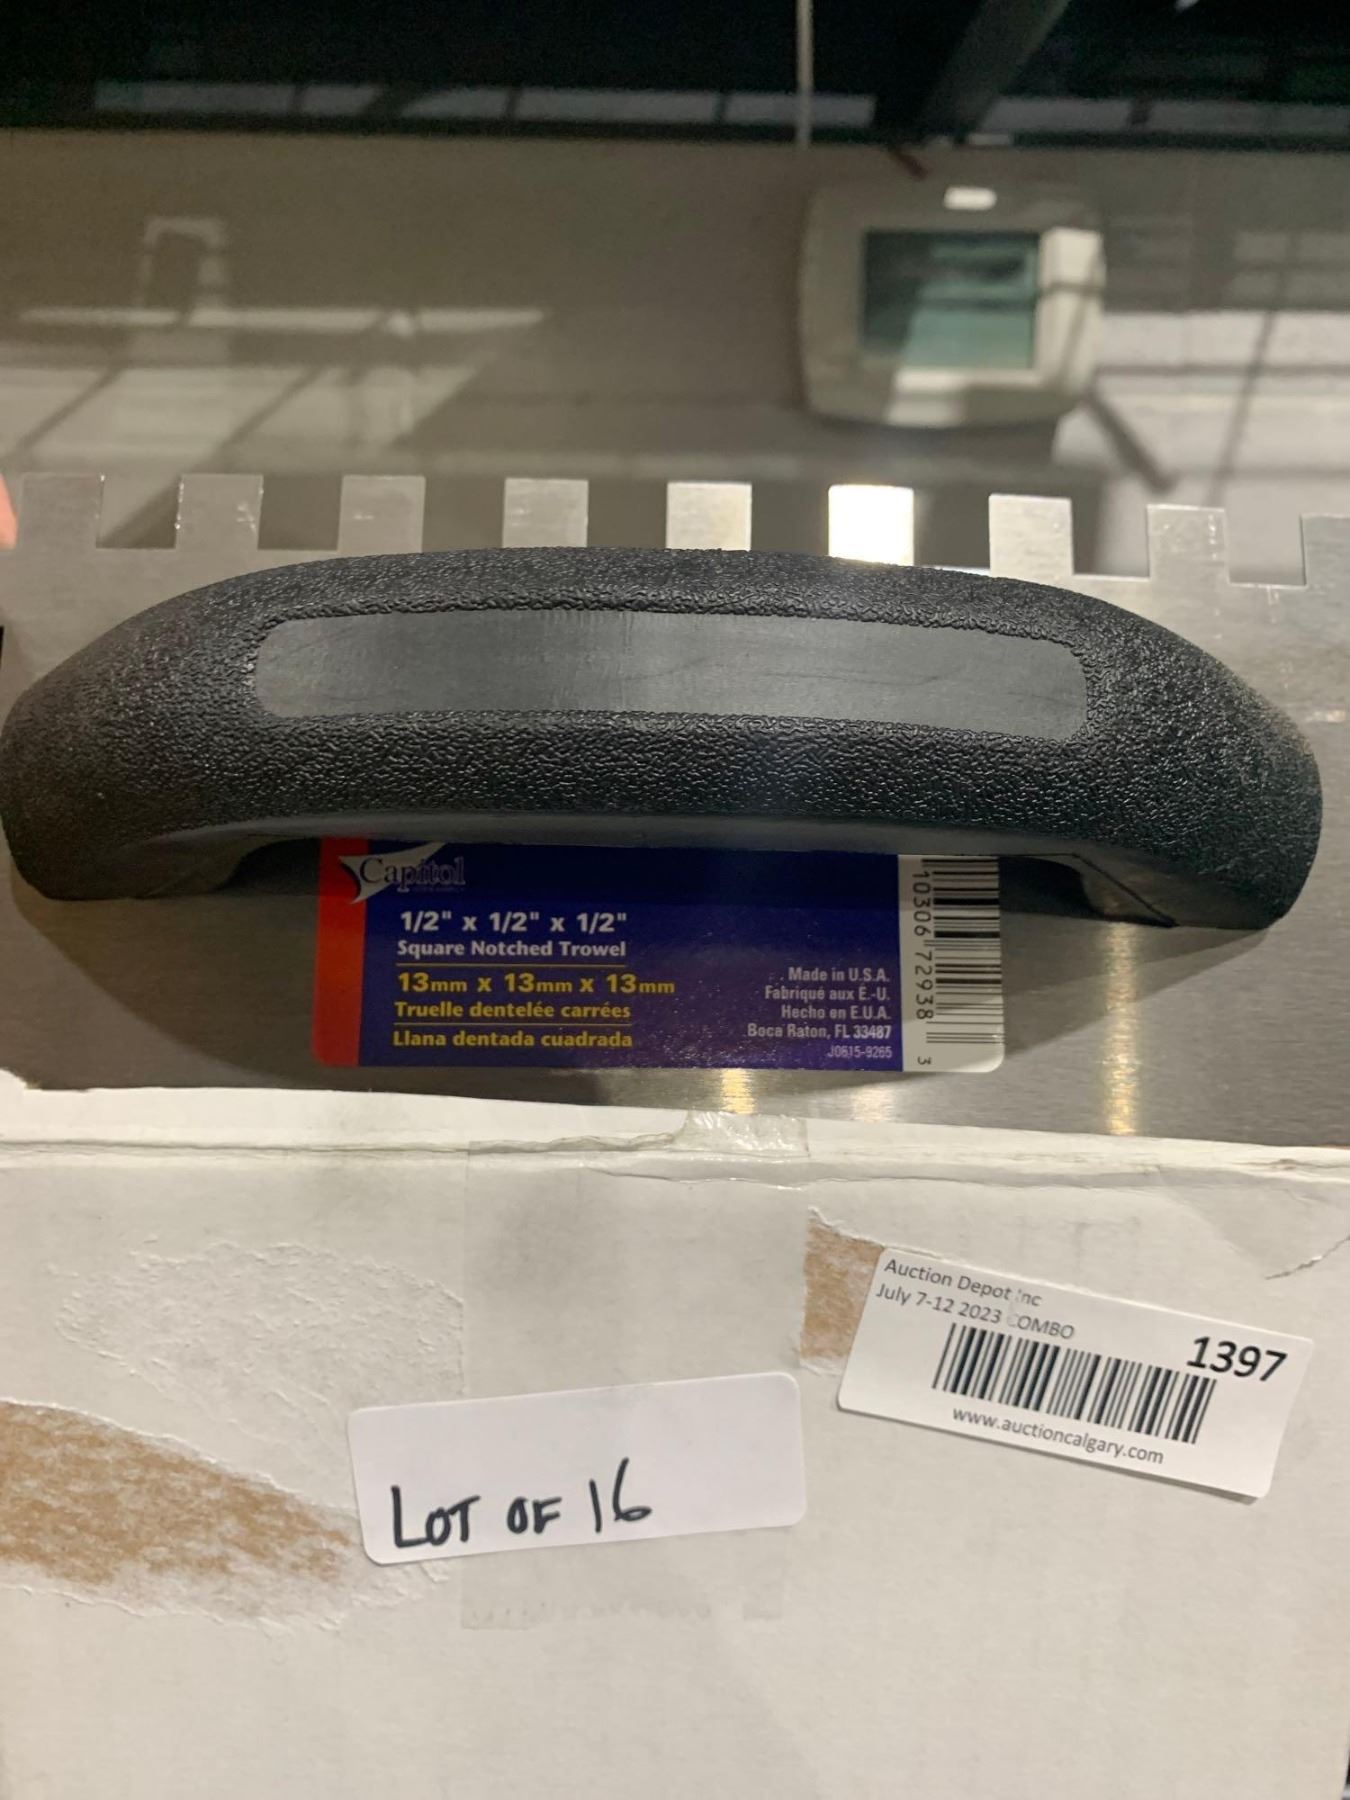 Capitol
1/2" x 1/2" x 1/2"
Square Notched Trowel
13mm x 13mm x 13mm
Truelle dentelée carrées
Llana dentada cuadrada
Made in U.S.A.
Fabriqué aux É.-U.
Hecho en E.U.A.
Boca Raton, FL 33487
J0615-9265
10306 72938 3
Auction Depot Inc
July 7-12 2023 COMBO
1397
www.auctioncalgary.com
LOT OF 16